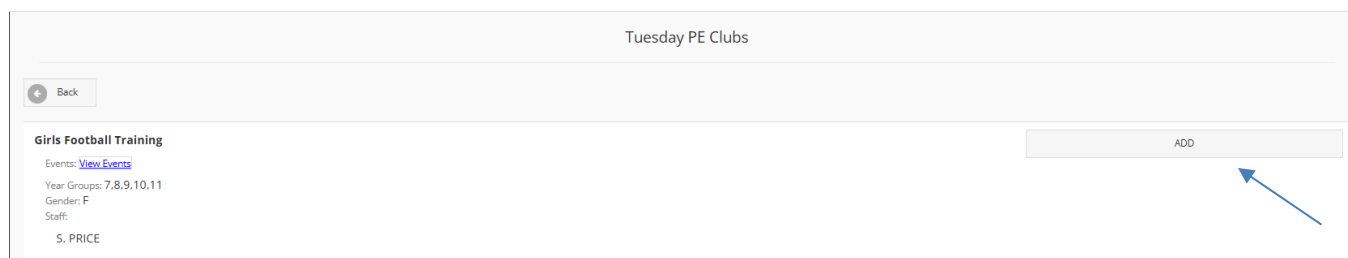 Tuesday PE Clubs
Back
Girls Football Training
ADD
Events: View Events
Year Groups: 7,8,9,10,11
Gender: F
Staff:
S. PRICE